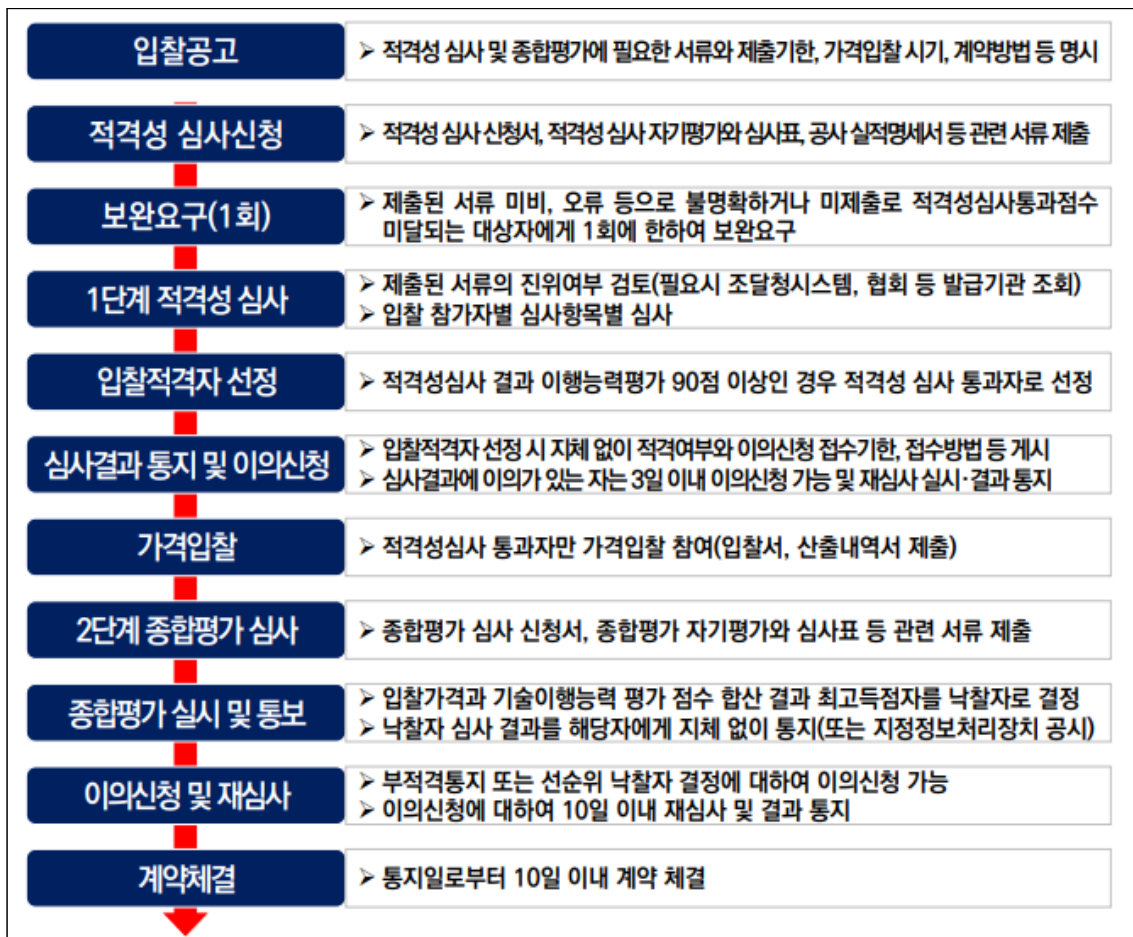 입찰공고
➢ 적격성 심사 및 종합평가에 필요한 서류와 제출기한, 가격입찰 시기, 계약방법 등 명시
적격성 심사신청
➢ 적격성 심사 신청서, 적격성 심사 자기평가와 심사표, 공사 실적명세서 등 관련 서류 제출
보완요구(1회)
➢ 제출된 서류 미비, 오류 등으로 불명확하거나 미제출로 적격성심사통과점수
미달되는 대상자에게 1회에 한하여 보완요구
1단계 적격성 심사
➢ 제출된 서류의 진위여부 검토(필요시 조달청시스템, 협회 등 발급기관 조회)
➢ 입찰 참가자별 심사항목별 심사
입찰적격자 선정
➢ 적격성심사 결과 이행능력평가 90점 이상인 경우 적격성 심사 통과자로 선정
심사결과 통지 및 이의신청
➢ 입찰적격자 선정 시 지체 없이 적격여부와 이의신청 접수기한, 접수방법 등 게시
➢ 심사결과에 이의가 있는 자는 3일 이내 이의신청 가능 및 재심사 실시·결과 통지
가격입찰
➢ 적격성심사 통과자만 가격입찰 참여(입찰서, 산출내역서 제출)
2단계 종합평가 심사
➢ 종합평가 심사 신청서, 종합평가 자기평가와 심사표 등 관련 서류 제출
종합평가 실시 및 통보
➢ 입찰가격과 기술이행능력 평가 점수 합산 결과 최고득점자를 낙찰자로 결정
➢ 낙찰자 심사 결과를 해당자에게 지체 없이 통지(또는 지정정보처리장치 공시)
이의신청 및 재심사
➢ 부적격통지 또는 선순위 낙찰자 결정에 대하여 이의신청 가능
➢ 이의신청에 대하여 10일 이내 재심사 및 결과 통지
계약체결
➢ 통지일로부터 10일 이내 계약 체결